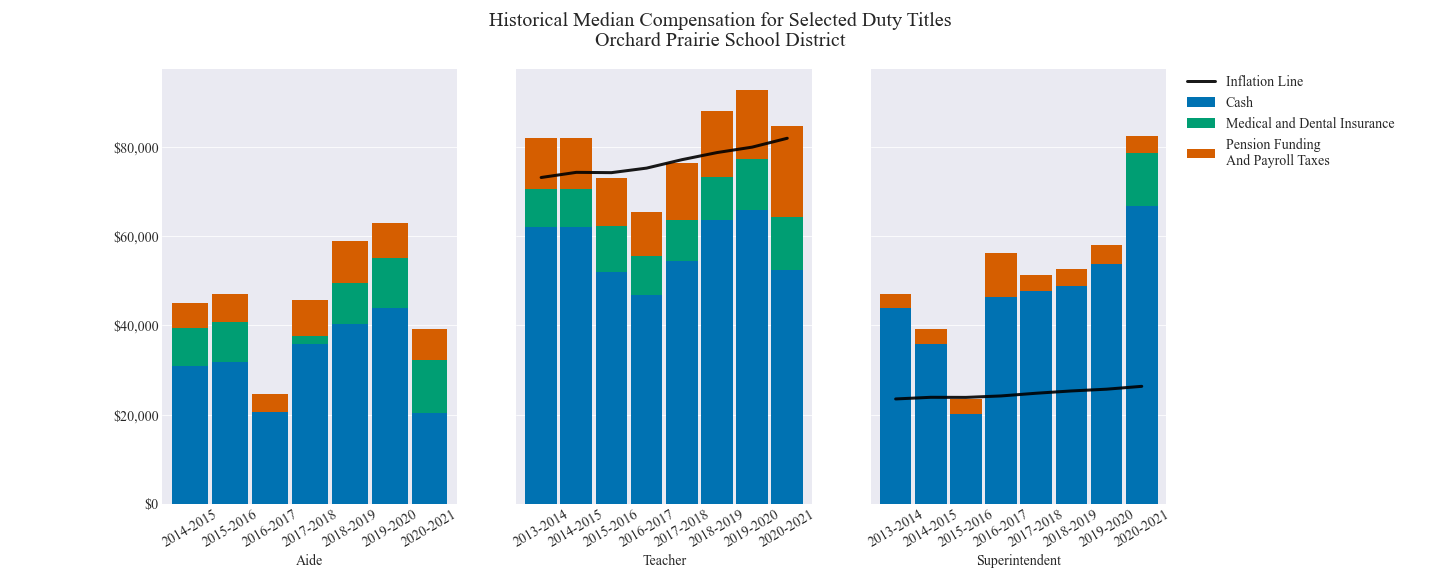 Historical Median Compensation for Selected Duty Titles
Orchard Prairie School District
Inflation Line
Cash
Medical and Dental Insurance
Pension Funding
And Payroll Taxes
$80,000
$60,000
$40,000
$20,000
$0
2014-2015
2015-2016
2016-2017
2017-2018
2018-2019
2019-2020
2020-2021
Aide
2013-2014
2014-2015
2015-2016
2016-2017
2017-2018
2018-2019
2019-2020
2020-2021
Teacher
2013-2014
2014-2015
2015-2016
2016-2017
2017-2018
2018-2019
2019-2020
2020-2021
Superintendent